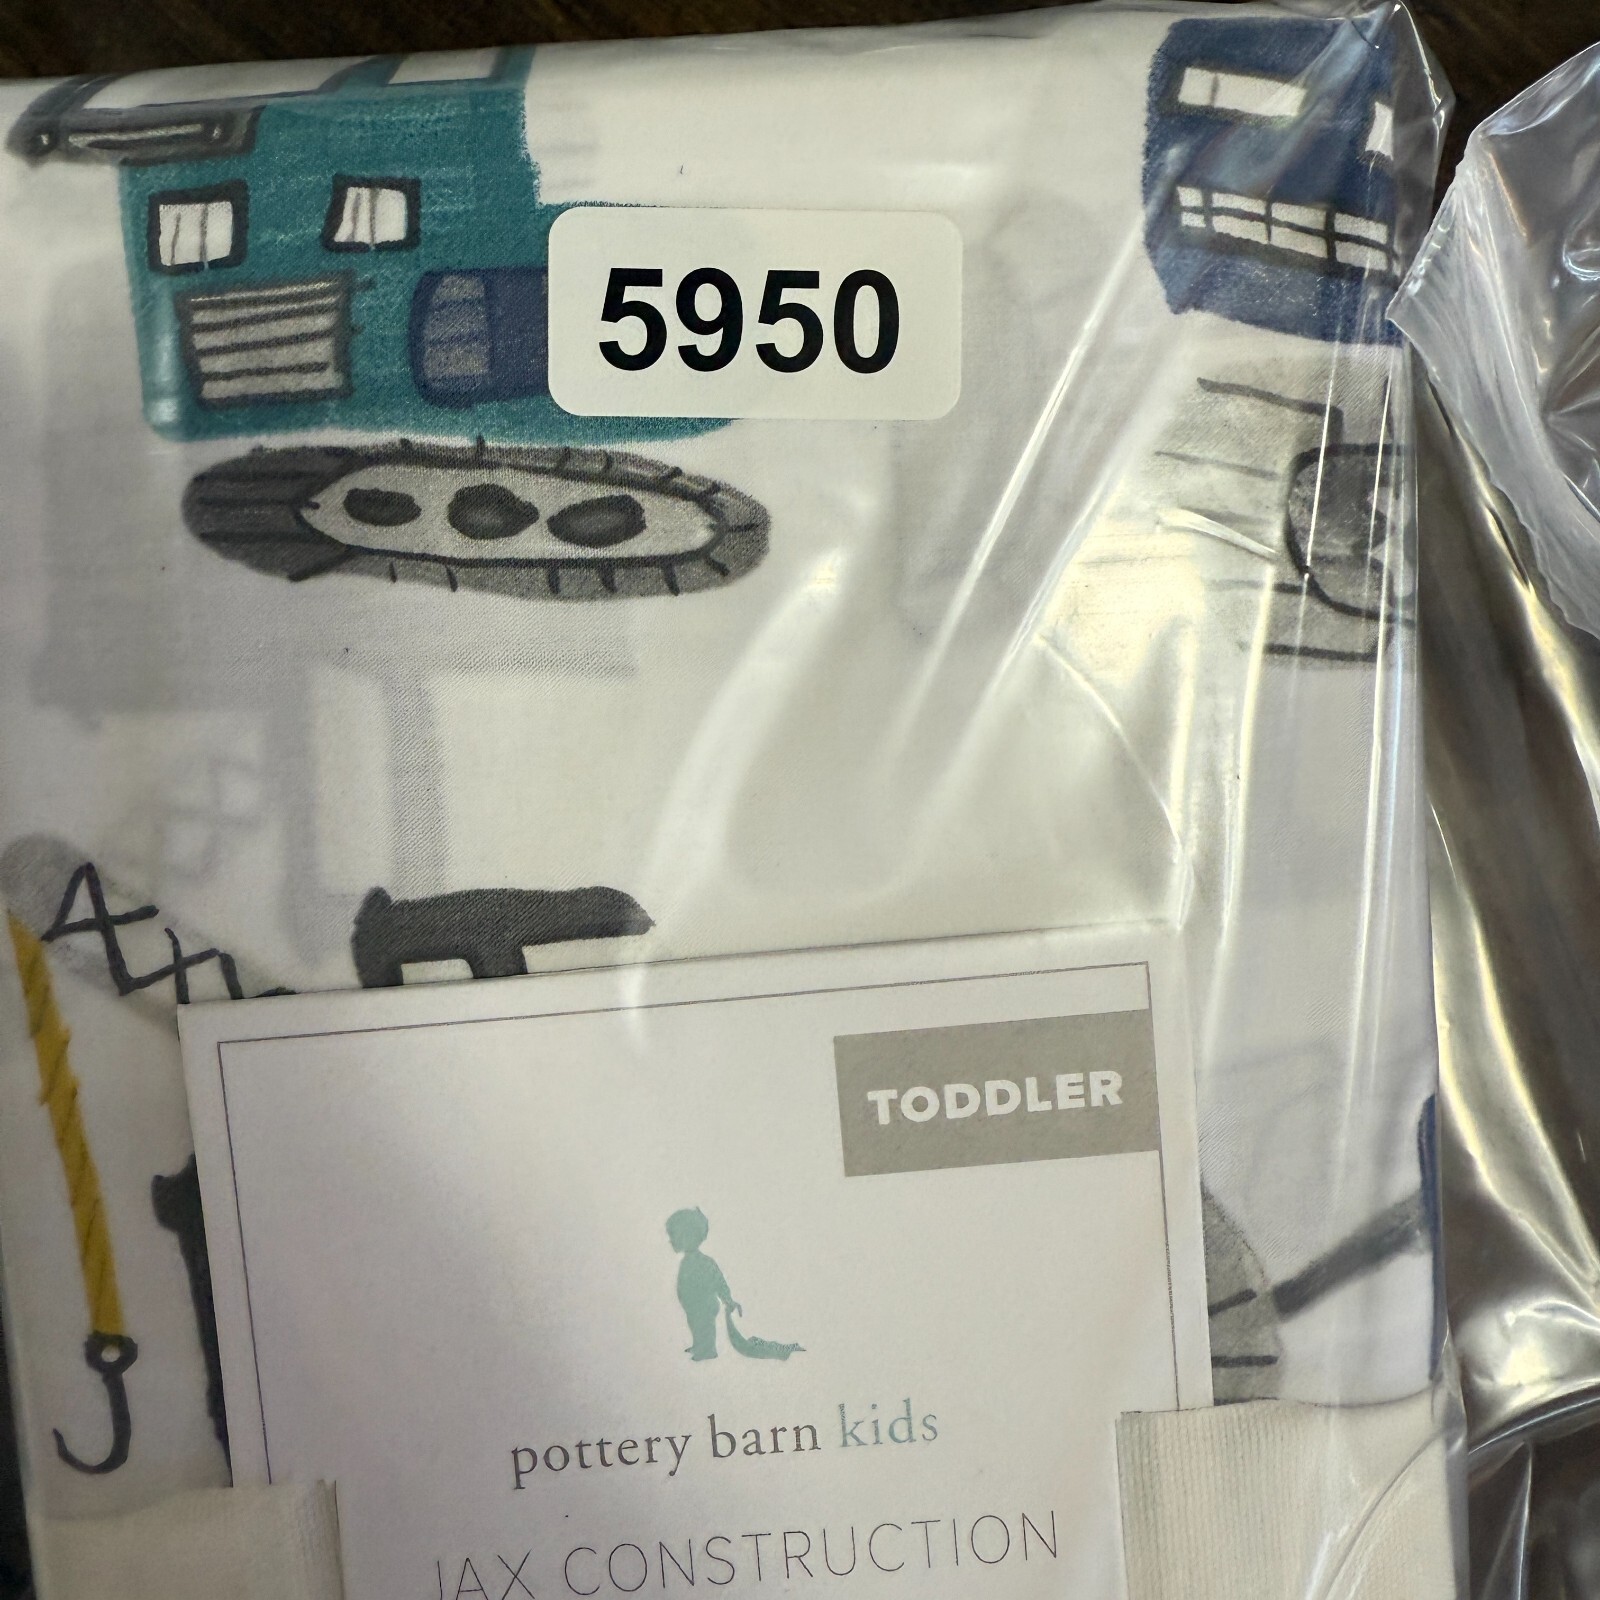 5950
TODDLER
pottery barn kids
JAX CONSTRUCTION